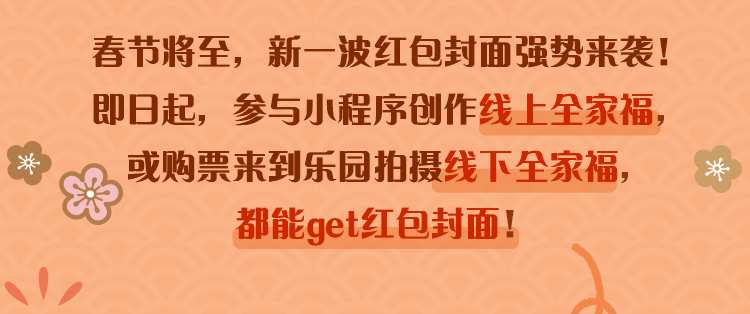 春节将至，新一波红包封面强势来袭！
即日起，参与小程序创作线上全家福，
或购票来到乐园拍摄线下全家福，
都能get红包封面！